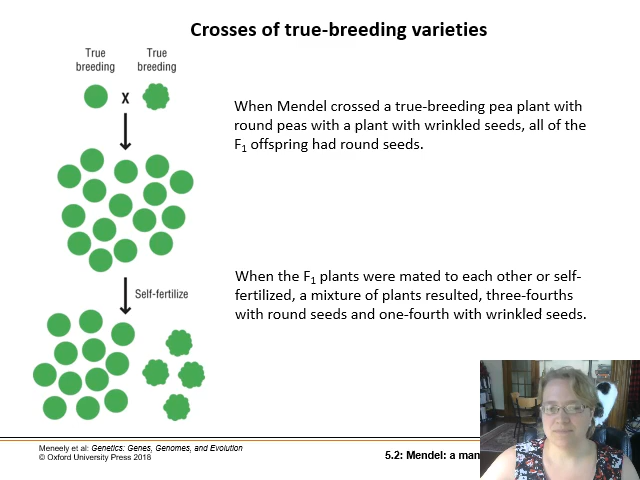 Crosses of true-breeding varieties
True
breeding
True
breeding
X
When Mendel crossed a true-breeding pea plant with
round peas with a plant with wrinkled seeds, all of the
F1 offspring had round seeds.
When the F1 plants were mated to each other or self-
fertilized, a mixture of plants resulted, three-fourths
with round seeds and one-fourth with wrinkled seeds.
Self-fertilize
Meneely et al: Genetics: Genes, Genomes, and Evolution
© Oxford University Press 2018
5.2: Mendel: a man